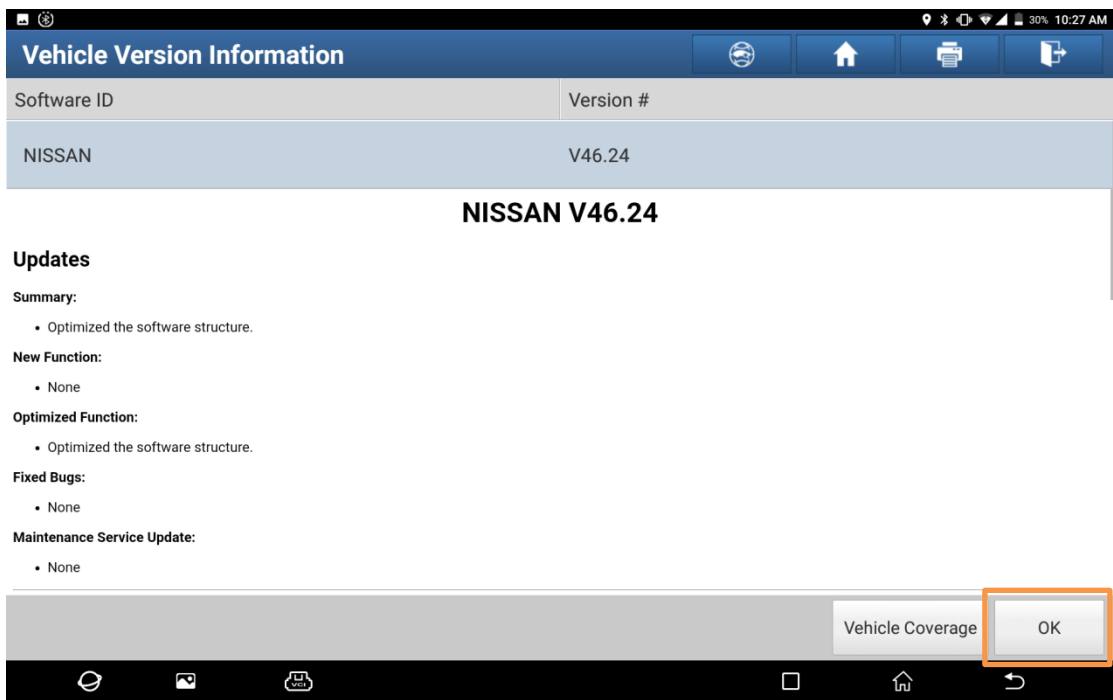 30% 10:27 AM
Vehicle Version Information
Software ID Version #
NISSAN V46.24
NISSAN V46.24
Updates
Summary:
• Optimized the software structure.
New Function:
• None
Optimized Function:
• Optimized the software structure.
Fixed Bugs:
• None
Maintenance Service Update:
• None
Vehicle Coverage OK
VCI